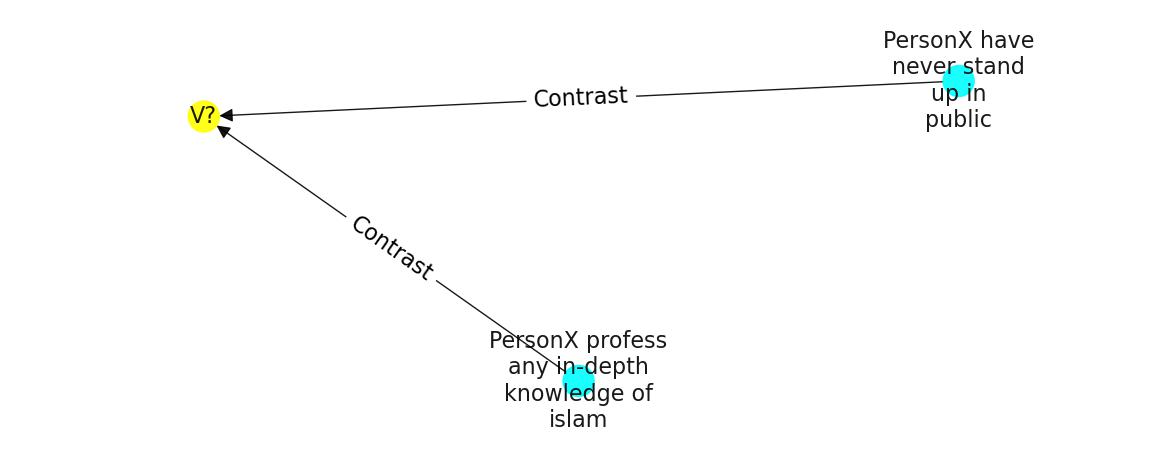 PersonX have
never stand
up in
public
Contrast
V?
Contrast
PersonX profess
any in-depth
knowledge of
islam